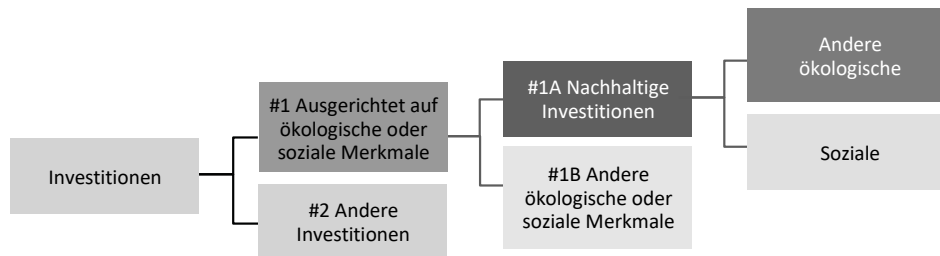 Investitionen
#1 Ausgerichtet auf
ökologische oder
soziale Merkmale
#2 Andere
Investitionen
#1A Nachhaltige
Investitionen
#1B Andere
ökologische oder
soziale Merkmale
Andere
ökologische
Soziale